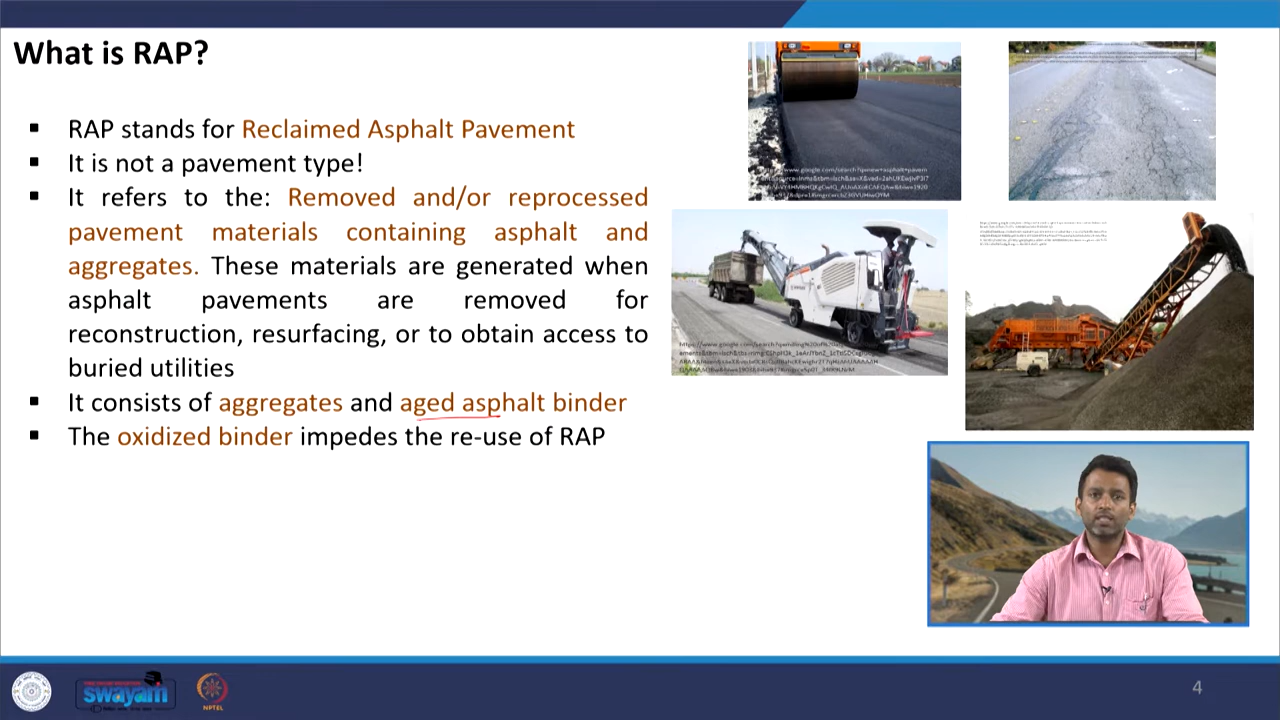 What is RAP?
▪ RAP stands for Reclaimed Asphalt Pavement
▪ It is not a pavement type!
▪ It refers to the: Removed and/or reprocessed
pavement materials containing asphalt and
aggregates. These materials are generated when
asphalt pavements are removed for
reconstruction, resurfacing, or to obtain access to
buried utilities
▪ It consists of aggregates and aged asphalt binder
▪ The oxidized binder impedes the re-use of RAP
swayam
NPTEL
4